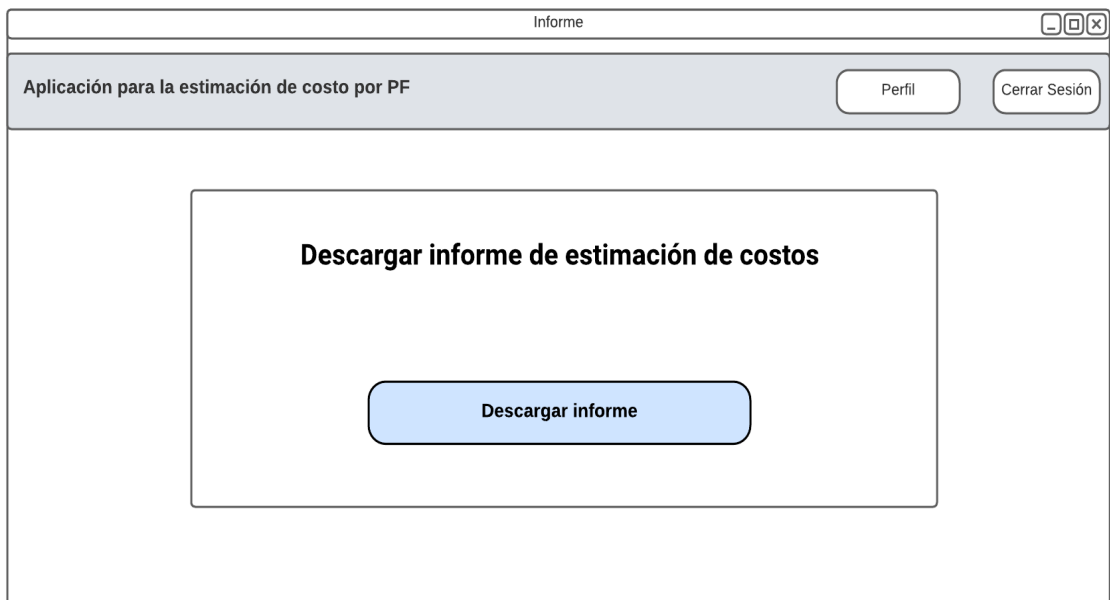 Informe
Aplicación para la estimación de costo por PF
Perfil
Cerrar Sesión
Descargar informe de estimación de costos
Descargar informe